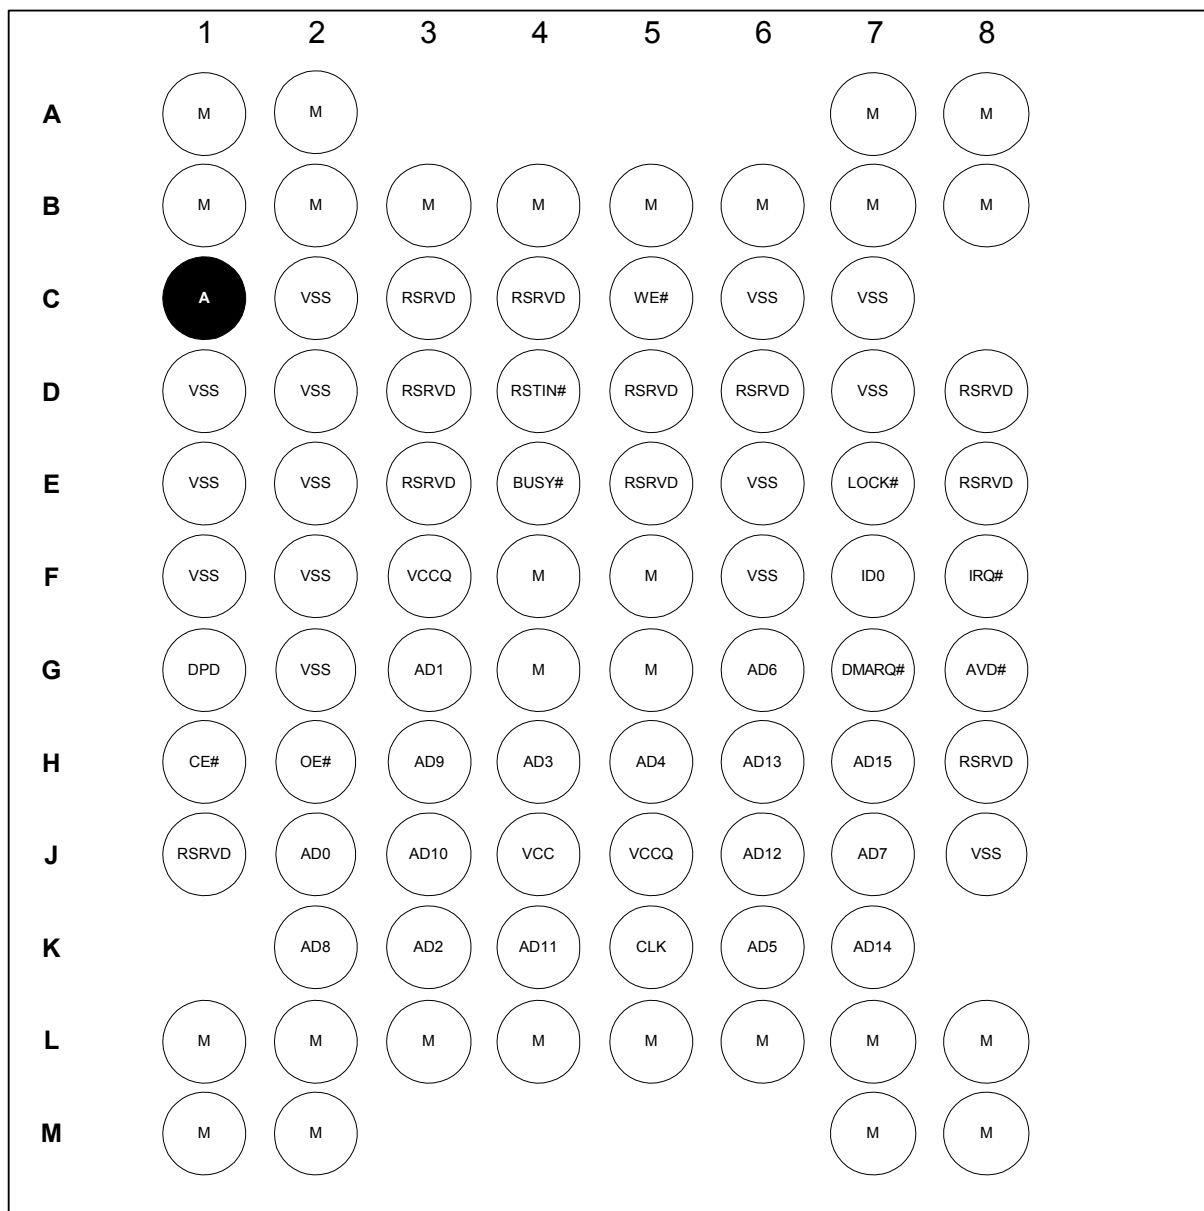 1 2 3 4 5 6 7 8
A M M M M
B M M M M M M M M
C A VSS RSRVD RSRVD WE# VSS VSS
D VSS VSS RSRVD RSTIN# RSRVD RSRVD VSS RSRVD
E VSS VSS RSRVD BUSY# RSRVD VSS LOCK# RSRVD
F VSS VSS VCCQ M M VSS ID0 IRQ#
G DPD VSS AD1 M M AD6 DMARQ# AVD#
H CE# OE# AD9 AD3 AD4 AD13 AD15 RSRVD
J RSRVD AD0 AD10 VCC VCCQ AD12 AD7 VSS
K AD8 AD2 AD11 CLK AD5 AD14
L M M M M M M M M
M M M M M